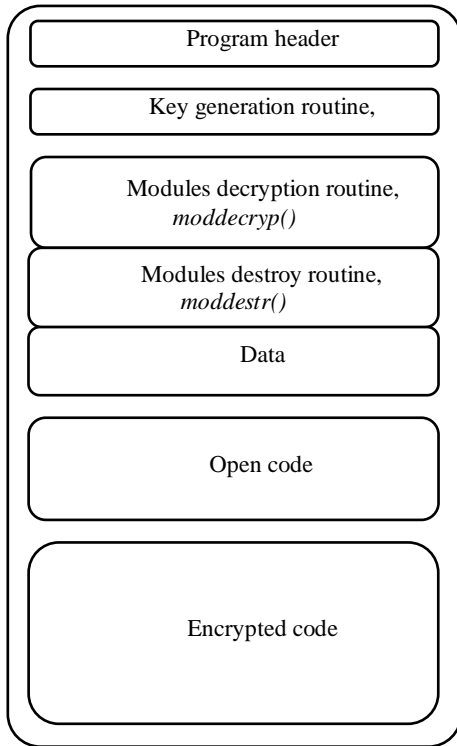 Program header
Key generation routine,
Modules decryption routine,
moddecryp()
Modules destroy routine,
moddestr()
Data
Open code
Encrypted code